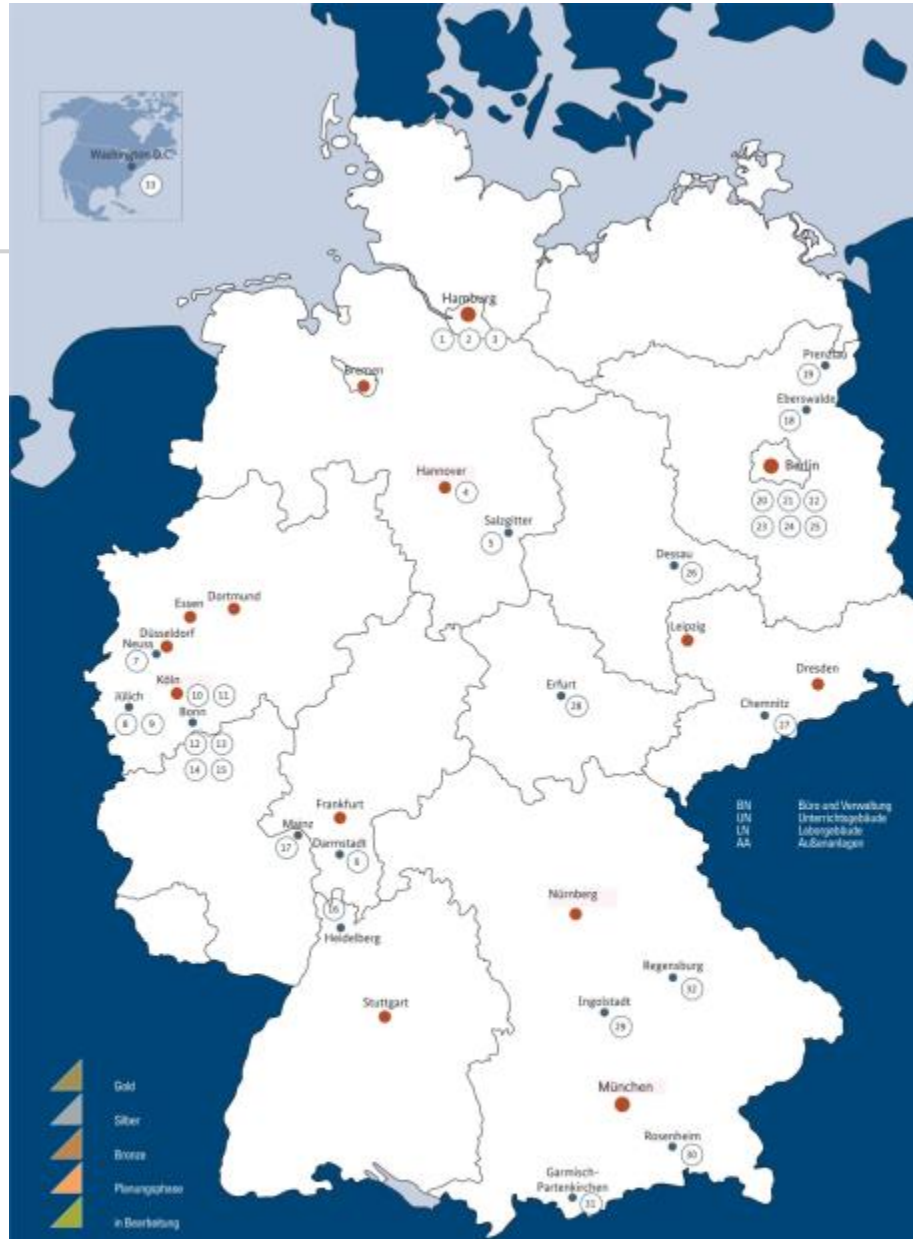 Washington D.C.
33
Hamburg
1 2 3
Bremen
Prenzlau
19
Eberswalde
18
Berlin
20 21 22
23 24 25
Hannover
4
Salzgitter
5
Dessau
26
Dortmund
Essen
Düsseldorf
Neuss
7
Köln
10 11
Jülich
8 9
Bonn
12 13
14 15
Leipzig
Dresden
Chemnitz
27
Erfurt
28
Frankfurt
Mainz
17
Darmstadt
6
16
Heidelberg
BN Büro und Verwaltung
UN Unterrichtsgebäude
LN Laborgebäude
AA Außenanlagen
Nürnberg
Regensburg
32
Ingolstadt
29
Stuttgart
München
Rosenheim
30
Garmisch-
Partenkirchen
31
Gold
Silber
Bronze
Planungsphase
in Bearbeitung